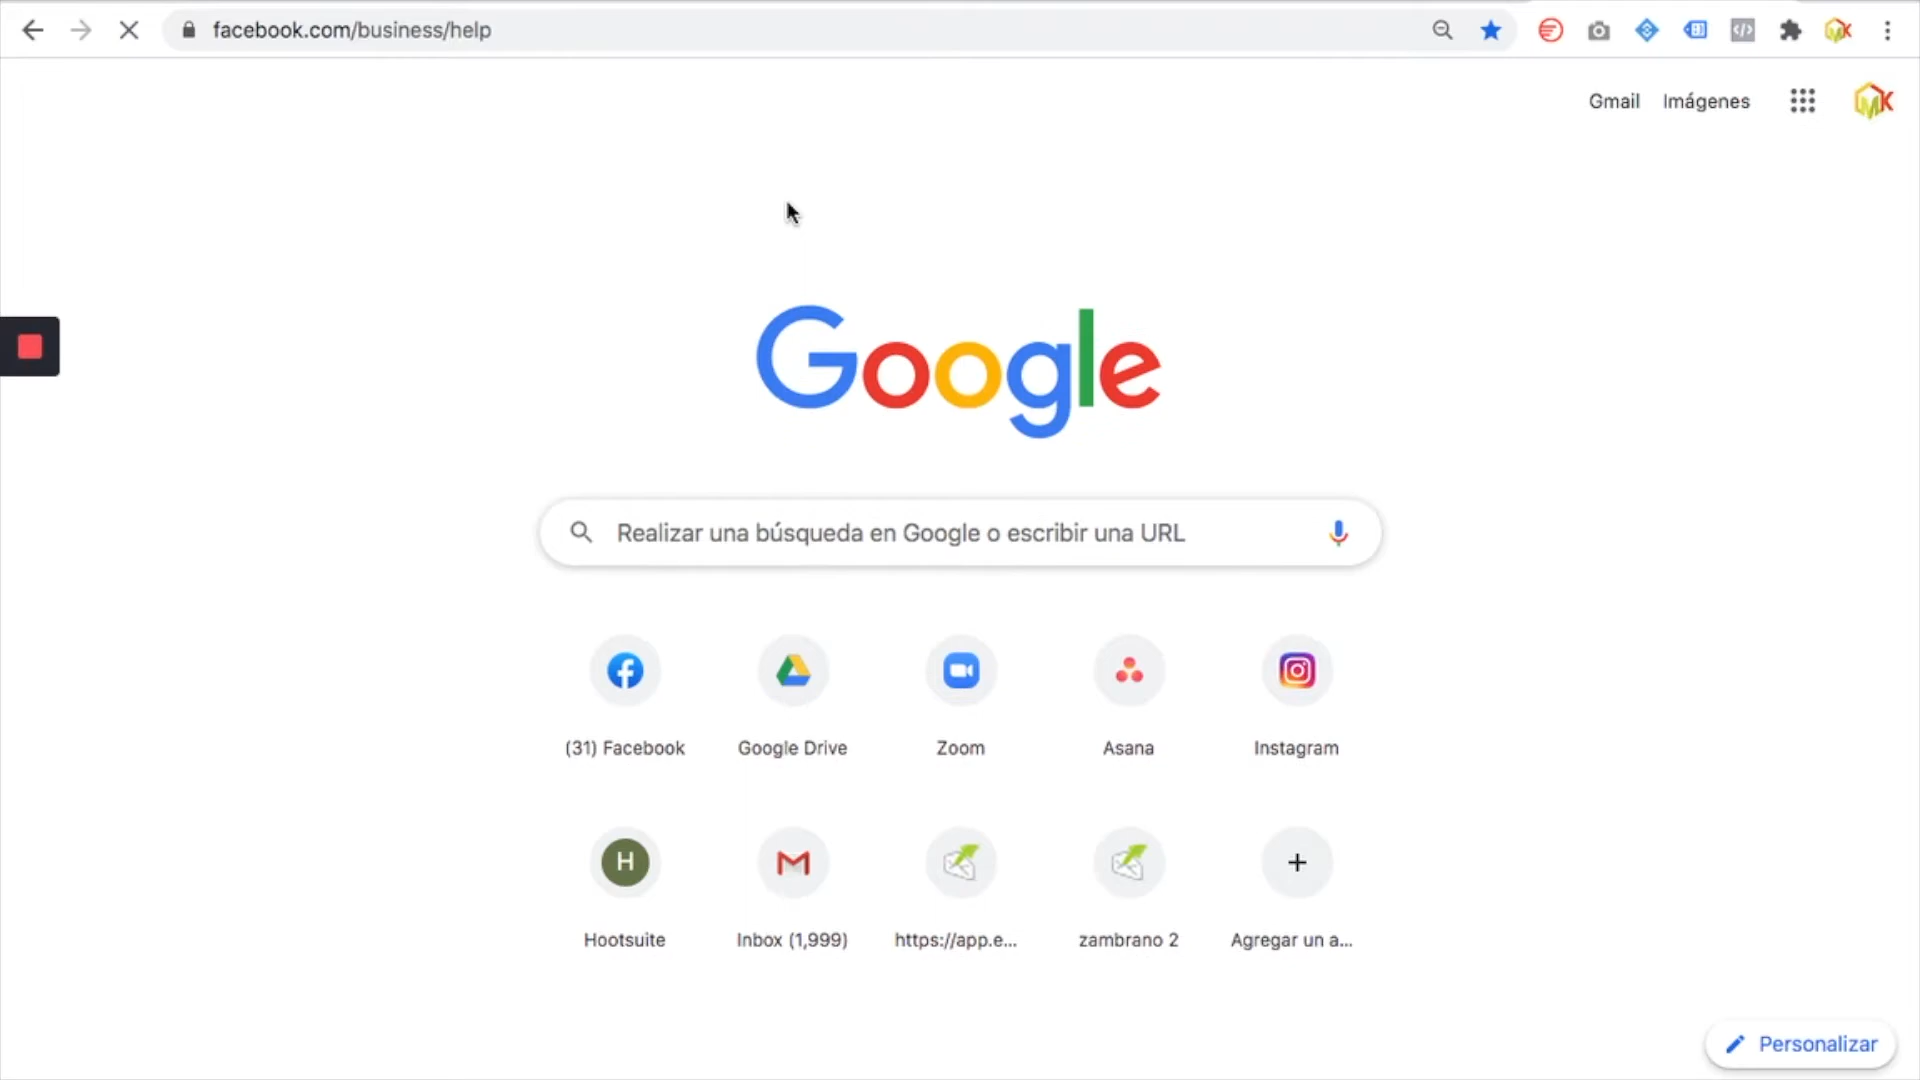 facebook.com/business/help
Gmail Imágenes
Google
Realizar una búsqueda en Google o escribir una URL
(31) Facebook Google Drive Zoom Asana Instagram
H
Hootsuite Inbox (1,999) https://app.e... zambrano 2 Agregar un a...
Personalizar